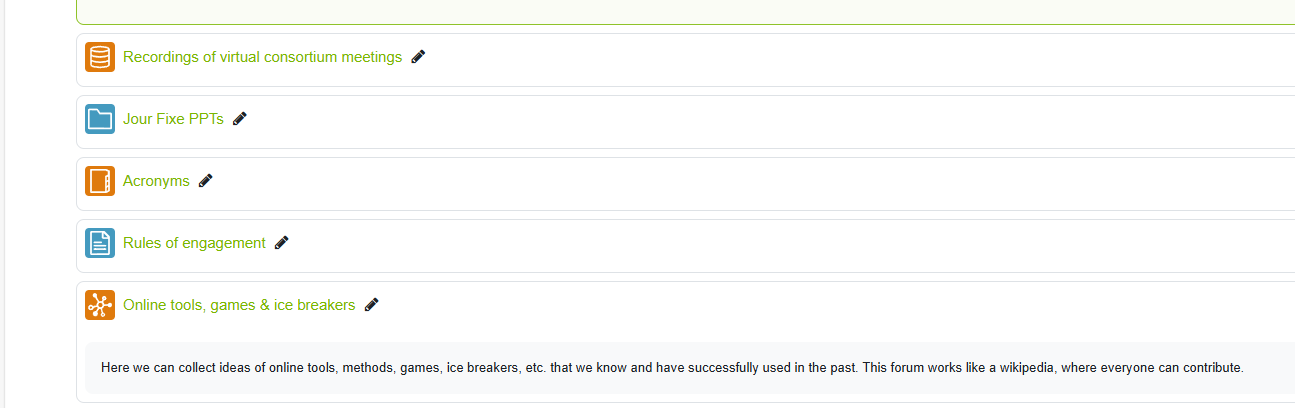 Recordings of virtual consortium meetings
Jour Fixe PPTs
Acronyms
Rules of engagement
Online tools, games & ice breakers
Here we can collect ideas of online tools, methods, games, ice breakers, etc. that we know and have successfully used in the past. This forum works like a wikipedia, where everyone can contribute.